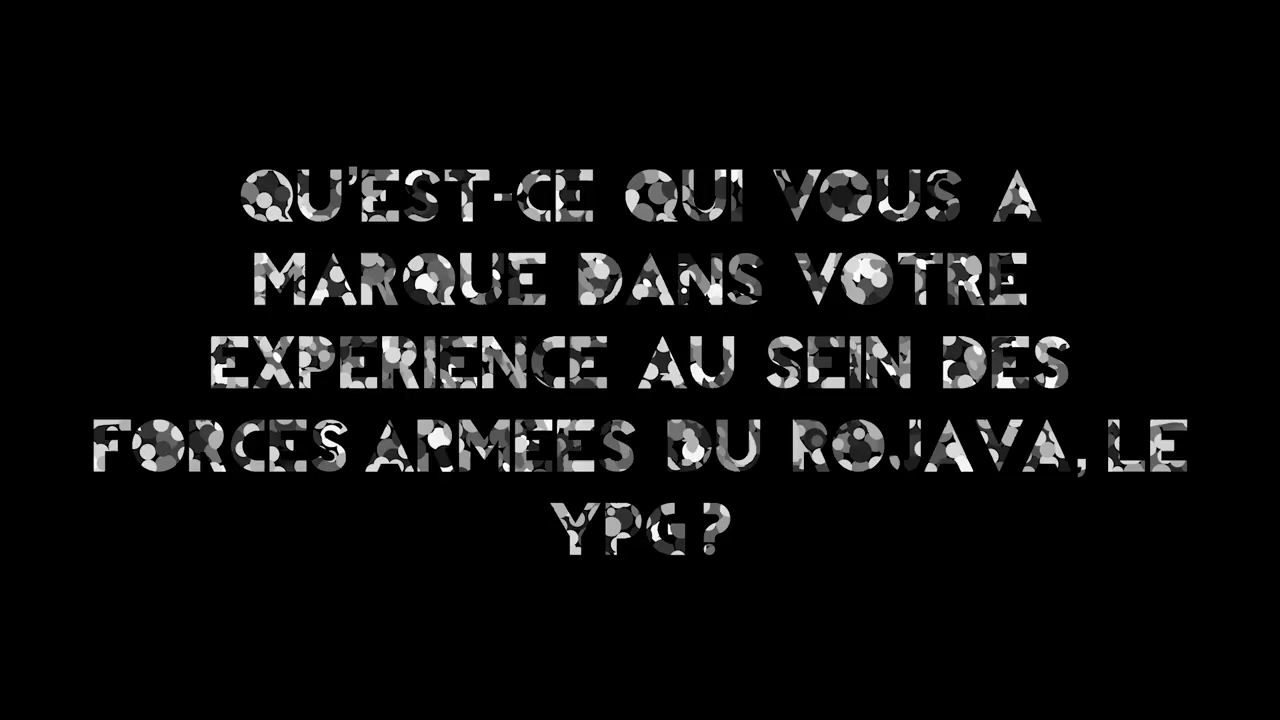 QU'EST-CE QUI VOUS A
MARQUE DANS VOTRE
EXPERIENCE AU SEIN DES
FORCES ARMEES DU ROJAVA, LE
YPG ?